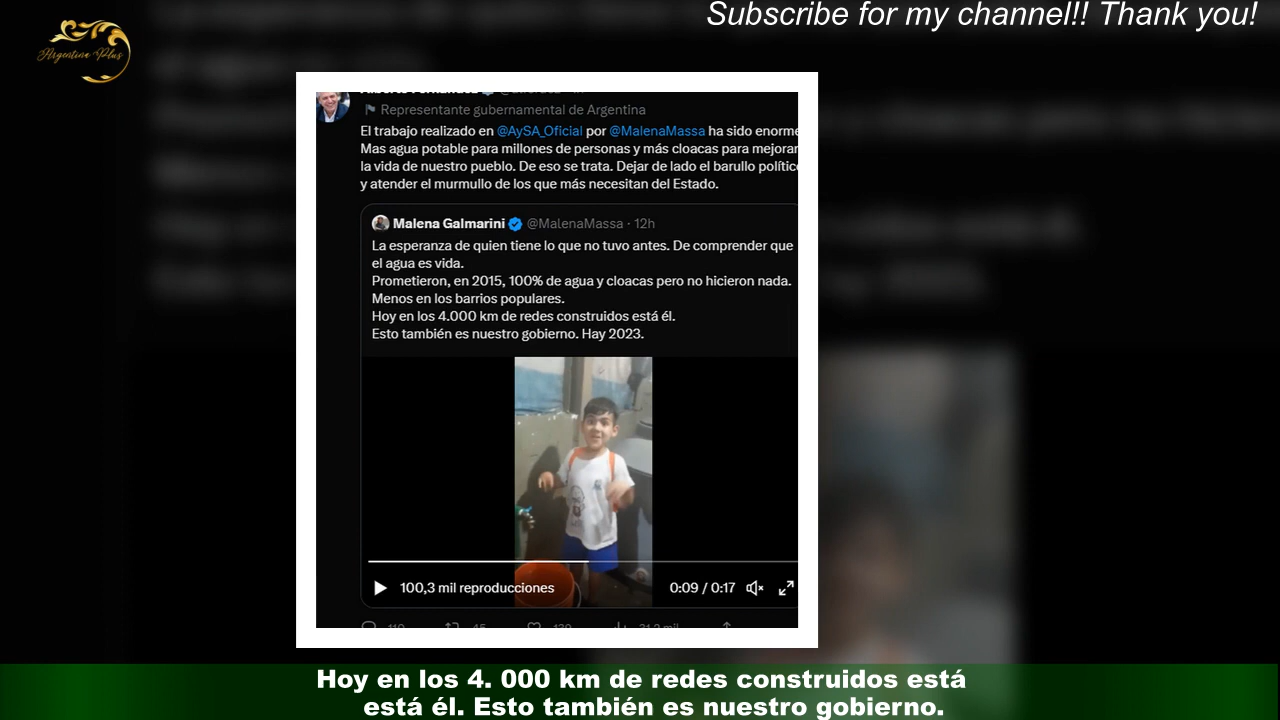 Subscribe for my channel!! Thank you!
Argentina Plus
Representante gubernamental de Argentina
El trabajo realizado en @AySA_Oficial por @MalenaMassa ha sido enorme
Mas agua potable para millones de personas y más cloacas para mejorar
la vida de nuestro pueblo. De eso se trata. Dejar de lado el barullo político
y atender el murmullo de los que más necesitan del Estado.
Malena Galmarini @MalenaMassa · 12h
La esperanza de quien tiene lo que no tuvo antes. De comprender que
el agua es vida.
Prometieron, en 2015, 100% de agua y cloacas pero no hicieron nada.
Menos en los barrios populares.
Hoy en los 4.000 km de redes construidos está él.
Esto también es nuestro gobierno. Hay 2023.
100,3 mil reproducciones 0:09 / 0:17
Hoy en los 4. 000 km de redes construidos está
está él. Esto también es nuestro gobierno.